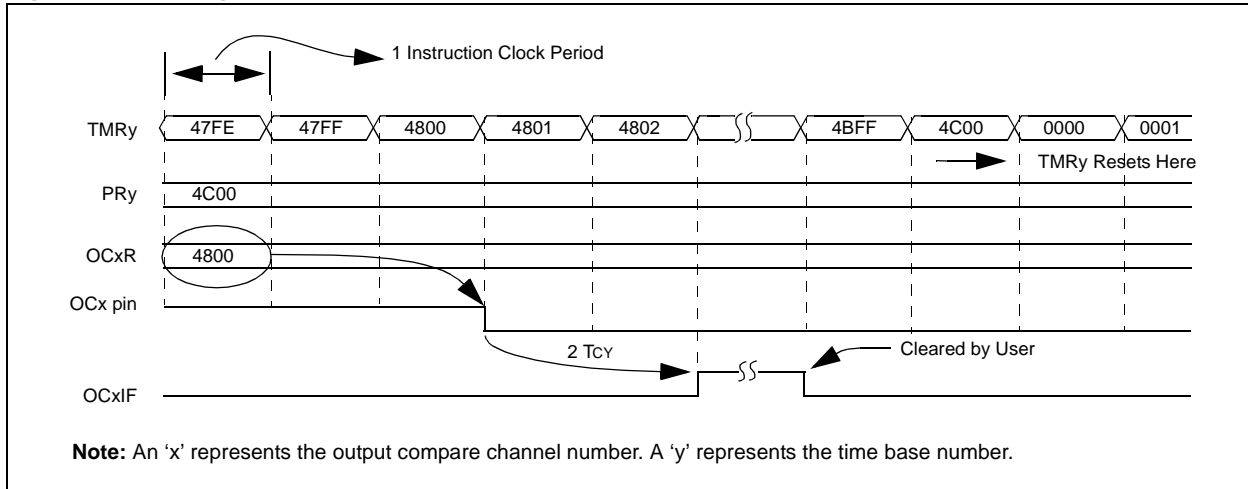 1 Instruction Clock Period
TMRy 47FE 47FF 4800 4801 4802 4BFF 4C00 0000 0001
TMRy Resets Here
PRy 4C00
OCxR 4800
OCx pin
2 TCY
Cleared by User
OCxIF
Note: An ‘x’ represents the output compare channel number. A ‘y’ represents the time base number.